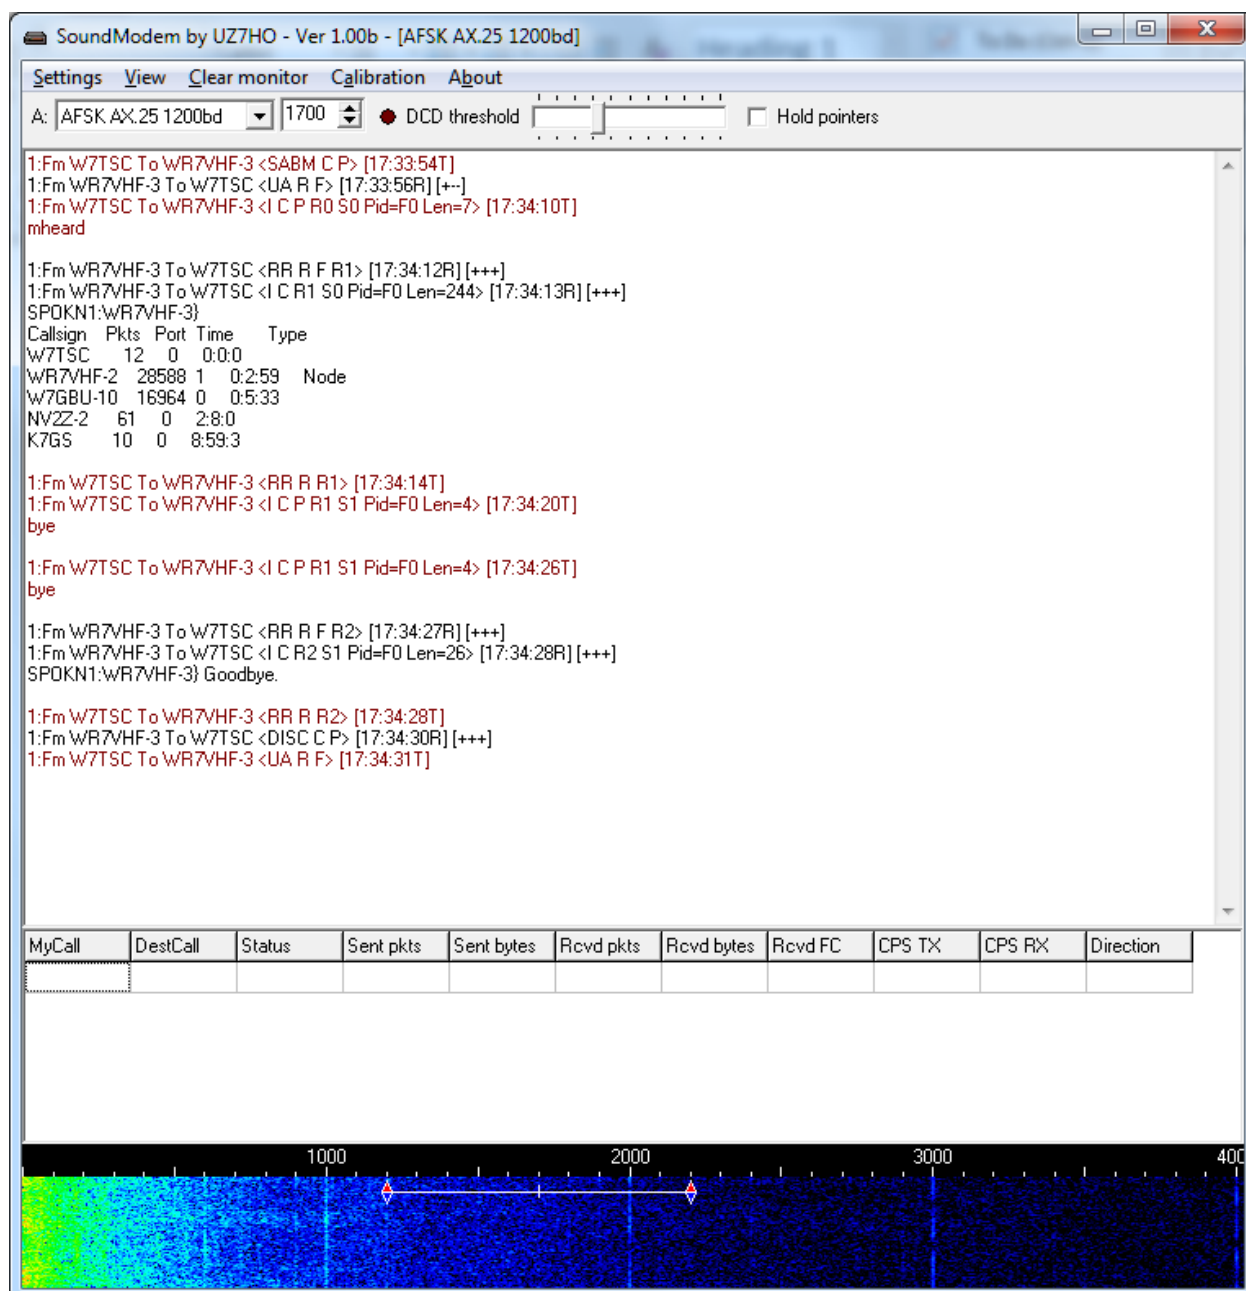 SoundModem by UZ7HO - Ver 1.00b - [AFSK AX.25 1200bd]
Settings View Clear monitor Calibration About
A: AFSK AX.25 1200bd 1700 DCD threshold Hold pointers
1:Fm W7TSC To WR7VHF-3 <SABM C P> [17:33:54T]
1:Fm WR7VHF-3 To W7TSC <UA R F> [17:33:56R] [+--]
1:Fm W7TSC To WR7VHF-3 <I C P R0 S0 Pid=F0 Len=7> [17:34:10T]
mheard
1:Fm WR7VHF-3 To W7TSC <RR R F R1> [17:34:12R] [+++]
1:Fm WR7VHF-3 To W7TSC <I C R1 S0 Pid=F0 Len=244> [17:34:13R] [+++]
SPOKN1:WR7VHF-3}
Callsign Pkts Port Time Type
W7TSC 12 0 0:0:0
WR7VHF-2 28588 1 0:2:59 Node
W7GBU-10 16964 0 0:5:33
NV2Z-2 61 0 2:8:0
K7GS 10 0 8:59:3
1:Fm W7TSC To WR7VHF-3 <RR R R1> [17:34:14T]
1:Fm W7TSC To WR7VHF-3 <I C P R1 S1 Pid=F0 Len=4> [17:34:20T]
bye
1:Fm W7TSC To WR7VHF-3 <I C P R1 S1 Pid=F0 Len=4> [17:34:26T]
bye
1:Fm WR7VHF-3 To W7TSC <RR R F R2> [17:34:27R] [+++]
1:Fm WR7VHF-3 To W7TSC <I C R2 S1 Pid=F0 Len=26> [17:34:28R] [+++]
SPOKN1:WR7VHF-3} Goodbye.
1:Fm W7TSC To WR7VHF-3 <RR R R2> [17:34:28T]
1:Fm WR7VHF-3 To W7TSC <DISC C P> [17:34:30R] [+++]
1:Fm W7TSC To WR7VHF-3 <UA R F> [17:34:31T]
MyCall DestCall Status Sent pkts Sent bytes Rcvd pkts Rcvd bytes Rcvd FC CPS TX CPS RX Direction
1000 2000 3000 400